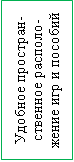 Удобное простран-
ственное располо-
жение игр и пособий